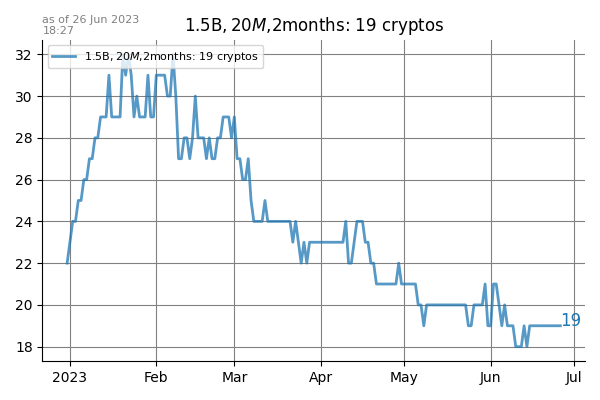 as of 26 Jun 2023
18:27
1.5B, 20M,2months: 19 cryptos
1.5B, 20M,2months: 19 cryptos
32
30
28
26
24
22
20
18
19
2023
Feb
Mar
Apr
May
Jun
Jul